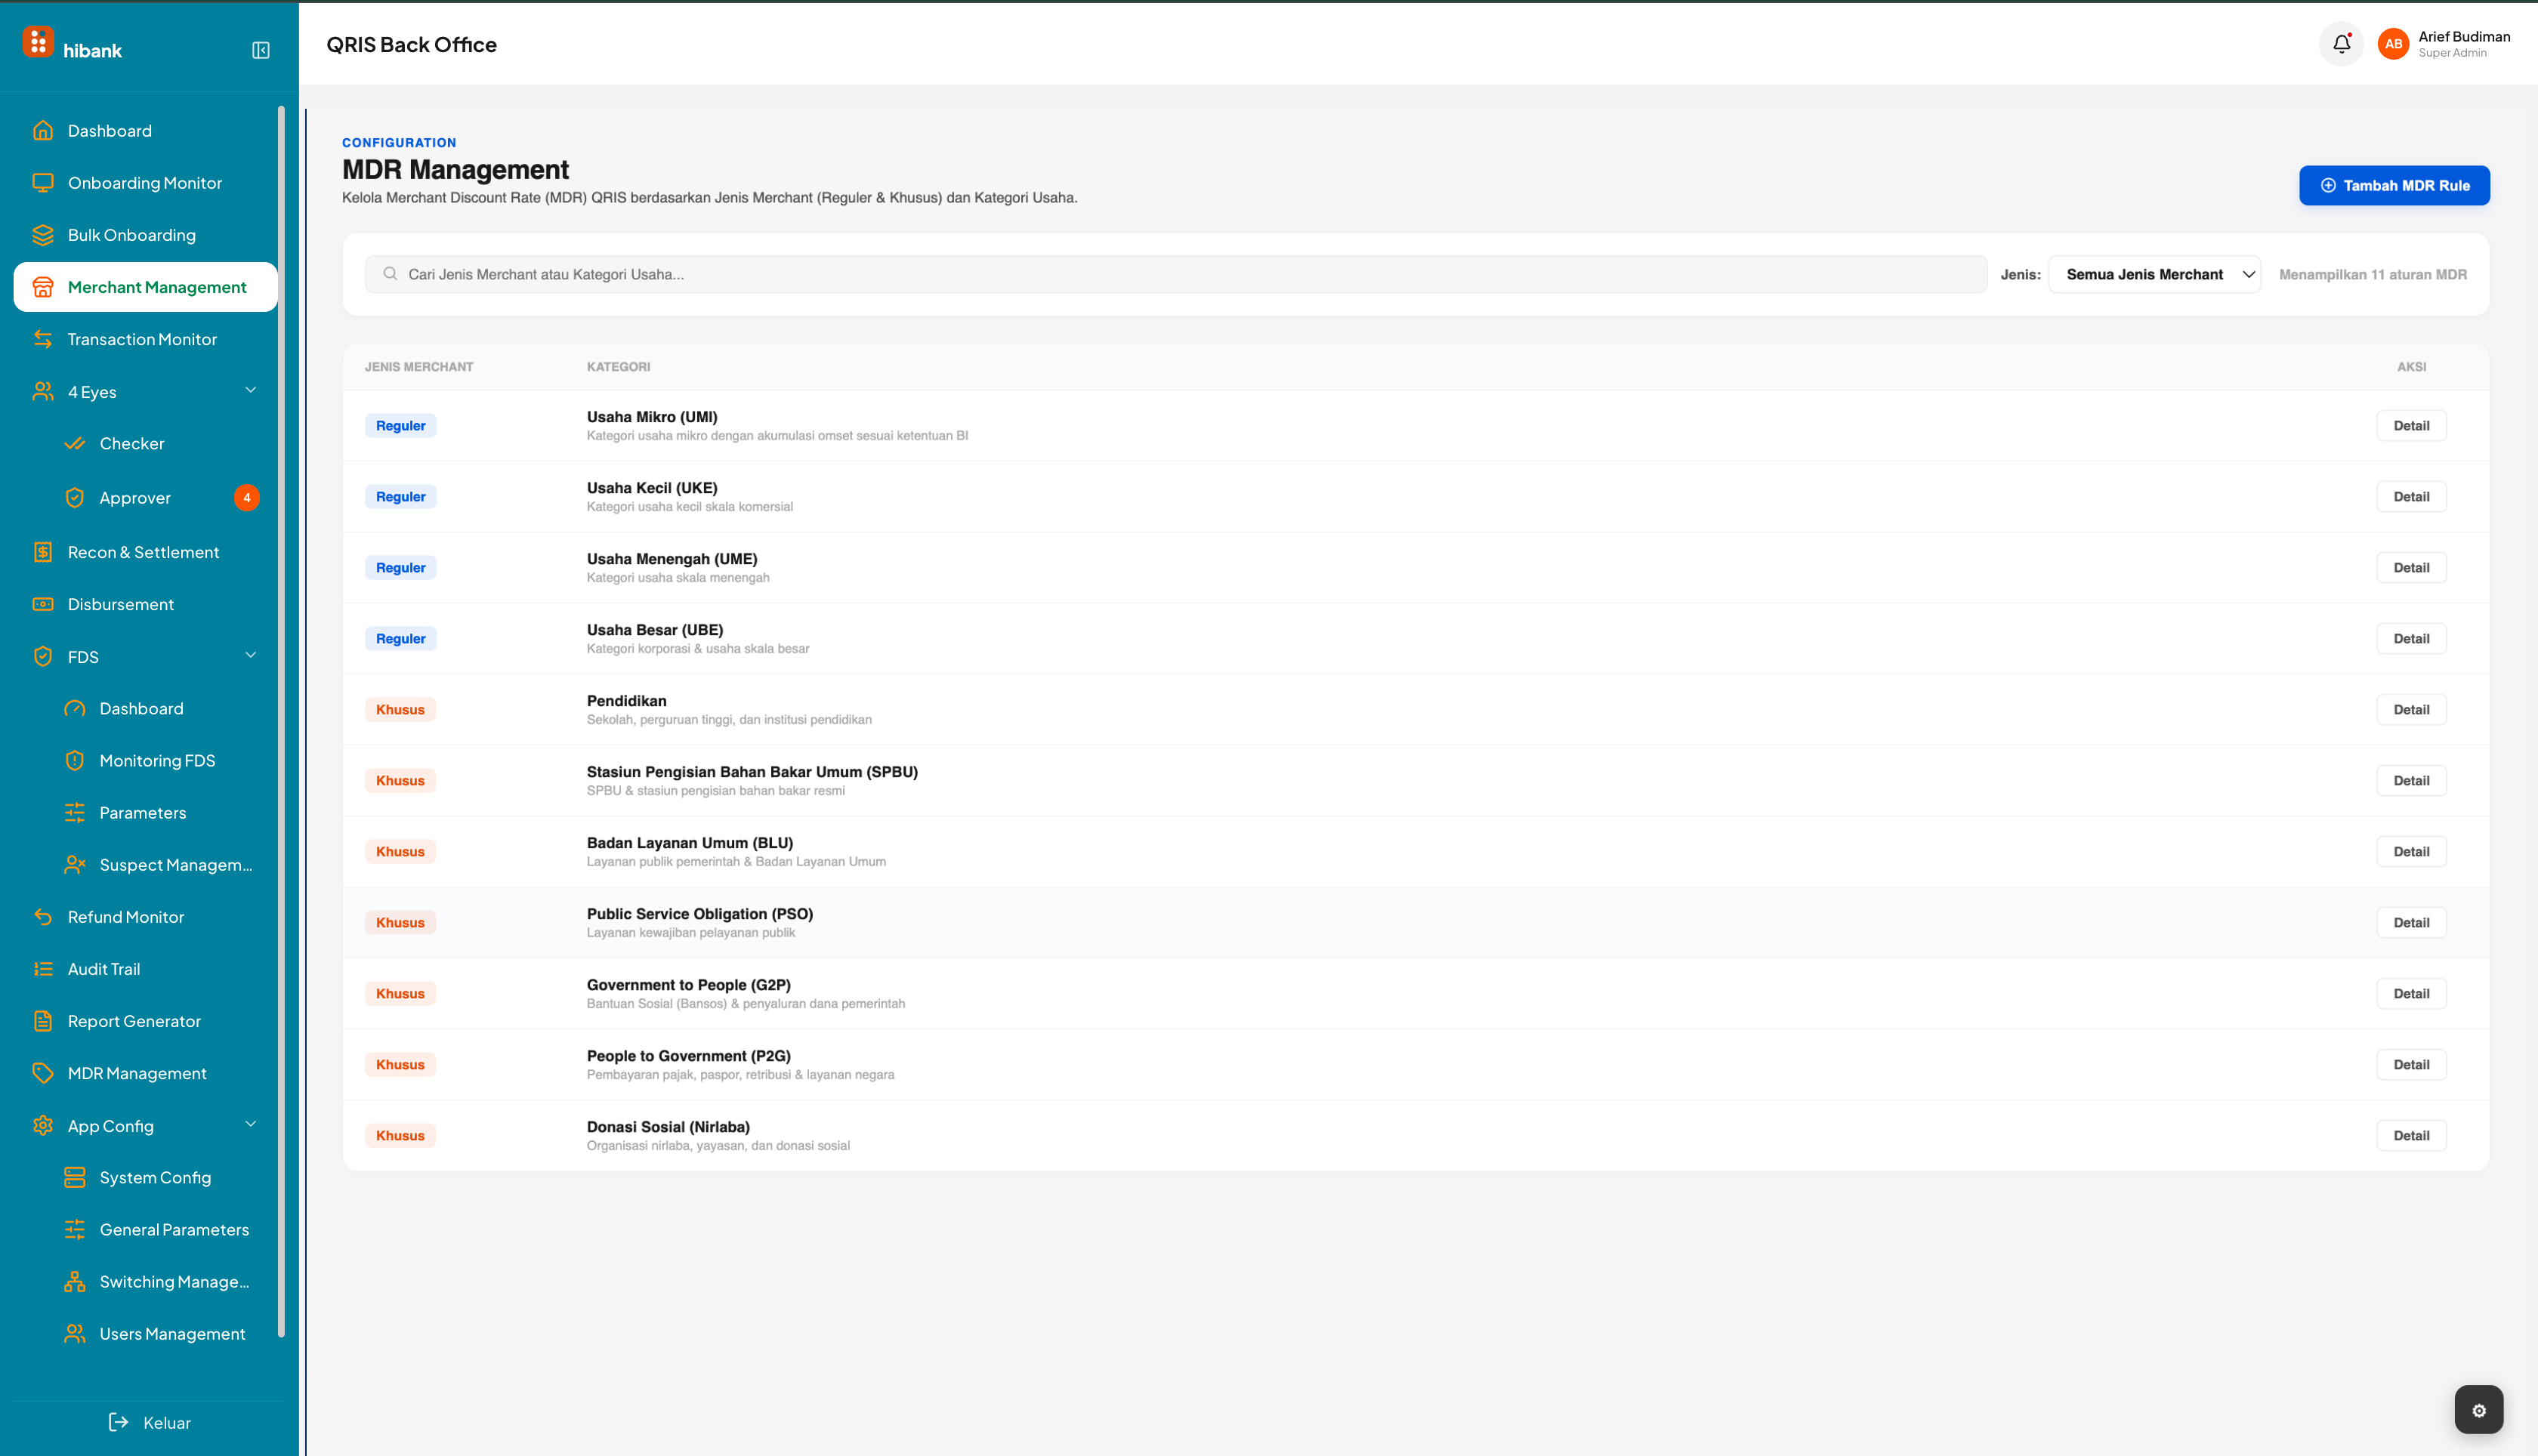 hibank
Dashboard
Onboarding Monitor
Bulk Onboarding
Merchant Management
Transaction Monitor
4 Eyes
Checker
Approver
4
Recon & Settlement
Disbursement
FDS
Dashboard
Monitoring FDS
Parameters
Suspect Managem...
Refund Monitor
Audit Trail
Report Generator
MDR Management
App Config
System Config
General Parameters
Switching Manage...
Users Management
Keluar
QRIS Back Office
AB
Arief Budiman
Super Admin
CONFIGURATION
MDR Management
Kelola Merchant Discount Rate (MDR) QRIS berdasarkan Jenis Merchant (Reguler & Khusus) dan Kategori Usaha.
Tambah MDR Rule
Cari Jenis Merchant atau Kategori Usaha...
Jenis:
Semua Jenis Merchant
Menampilkan 11 aturan MDR
JENIS MERCHANT
KATEGORI
AKSI
Reguler
Usaha Mikro (UMI)
Kategori usaha mikro dengan akumulasi omset sesuai ketentuan BI
Detail
Reguler
Usaha Kecil (UKE)
Kategori usaha kecil skala komersial
Detail
Reguler
Usaha Menengah (UME)
Kategori usaha skala menengah
Detail
Reguler
Usaha Besar (UBE)
Kategori korporasi & usaha skala besar
Detail
Khusus
Pendidikan
Sekolah, perguruan tinggi, dan institusi pendidikan
Detail
Khusus
Stasiun Pengisian Bahan Bakar Umum (SPBU)
SPBU & stasiun pengisian bahan bakar resmi
Detail
Khusus
Badan Layanan Umum (BLU)
Layanan publik pemerintah & Badan Layanan Umum
Detail
Khusus
Public Service Obligation (PSO)
Layanan kewajiban pelayanan publik
Detail
Khusus
Government to People (G2P)
Bantuan Sosial (Bansos) & penyaluran dana pemerintah
Detail
Khusus
People to Government (P2G)
Pembayaran pajak, paspor, retribusi & layanan negara
Detail
Khusus
Donasi Sosial (Nirlaba)
Organisasi nirlaba, yayasan, dan donasi sosial
Detail